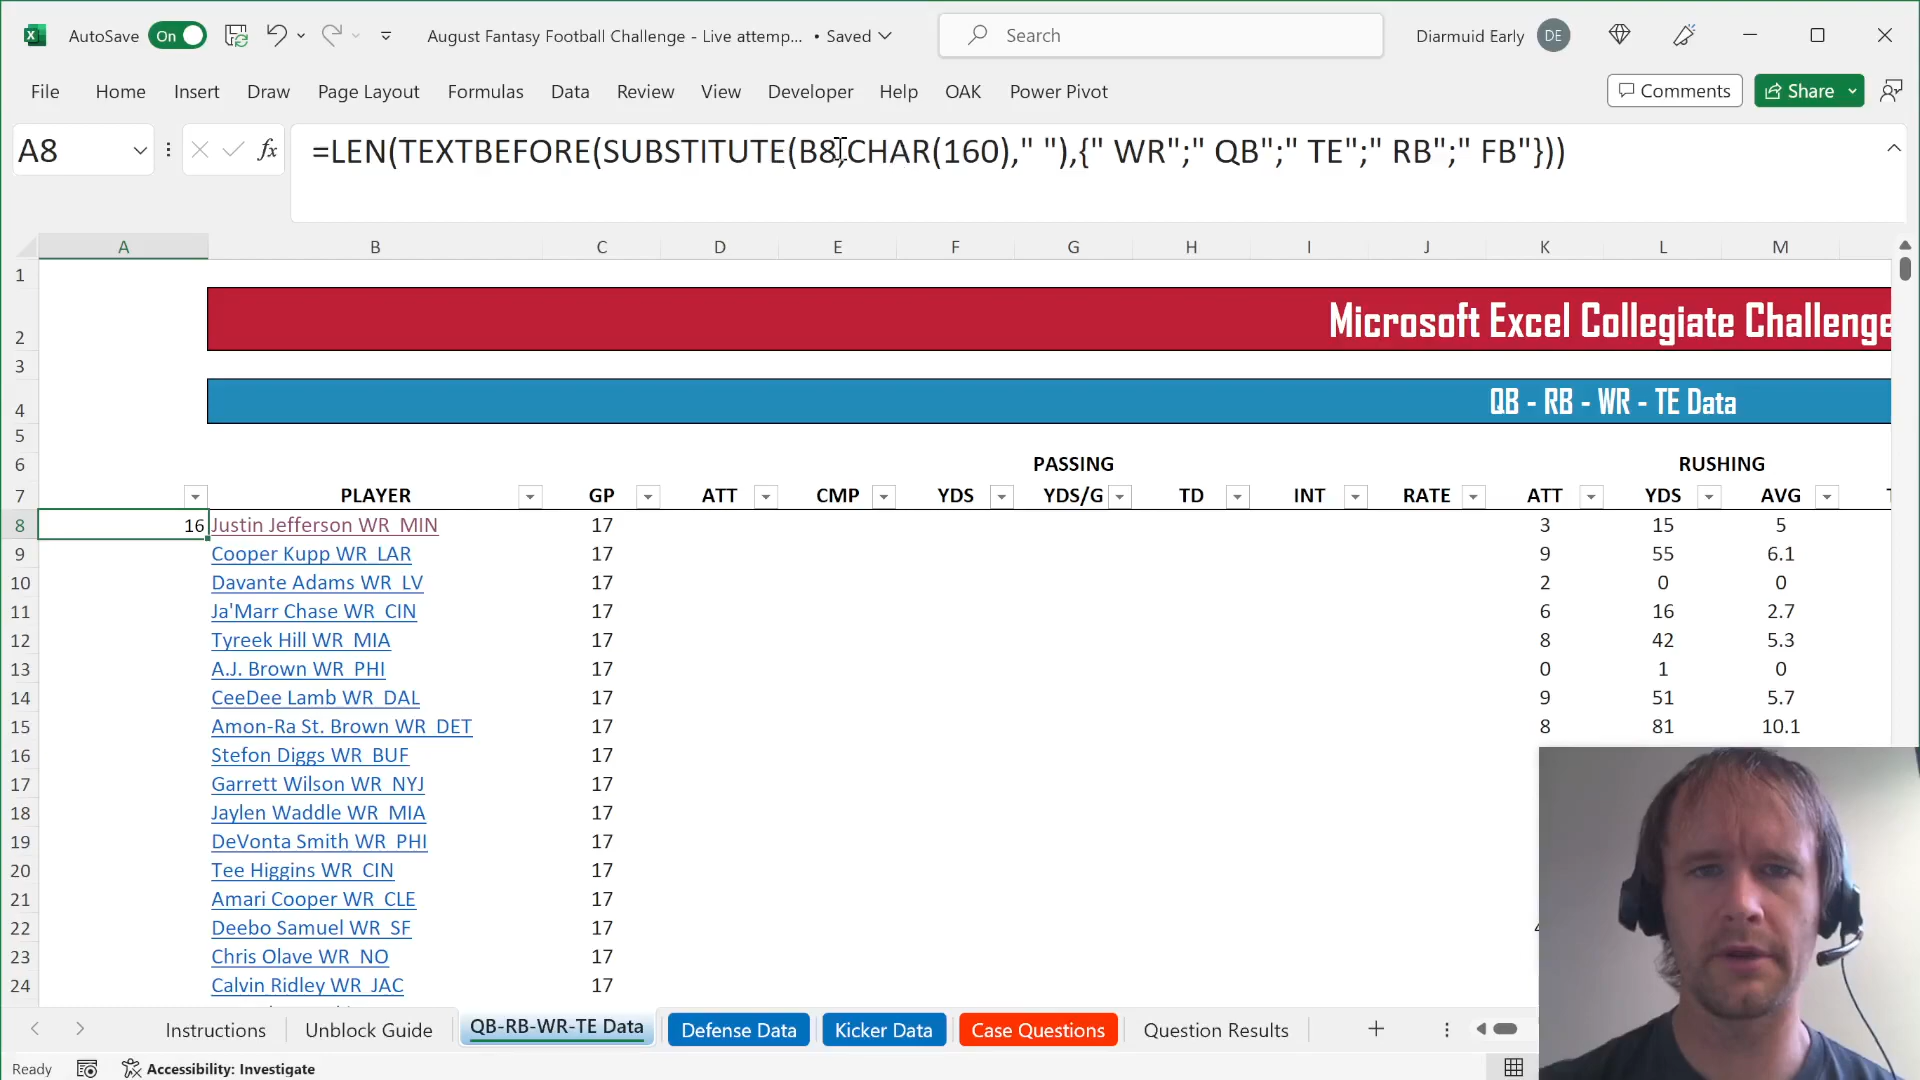 AutoSave On August Fantasy Football Challenge - Live attemp... • Saved Search Diarmuid Early DE
File Home Insert Draw Page Layout Formulas Data Review View Developer Help OAK Power Pivot Comments Share
A8 fx =LEN(TEXTBEFORE(SUBSTITUTE(B8,CHAR(160)," "),{" WR";" QB";" TE";" RB";" FB"}))
A B C D E F G H I J K L M
1
2 Microsoft Excel Collegiate Challenge
3
4 QB - RB - WR - TE Data
5
6 PASSING RUSHING
7 PLAYER GP ATT CMP YDS YDS/G TD INT RATE ATT YDS AVG
8 16 Justin Jefferson WR MIN 17 3 15 5
9 Cooper Kupp WR LAR 17 9 55 6.1
10 Davante Adams WR LV 17 2 0 0
11 Ja'Marr Chase WR CIN 17 6 16 2.7
12 Tyreek Hill WR MIA 17 8 42 5.3
13 A.J. Brown WR PHI 17 0 1 0
14 CeeDee Lamb WR DAL 17 9 51 5.7
15 Amon-Ra St. Brown WR DET 17 8 81 10.1
16 Stefon Diggs WR BUF 17
17 Garrett Wilson WR NYJ 17
18 Jaylen Waddle WR MIA 17
19 DeVonta Smith WR PHI 17
20 Tee Higgins WR CIN 17
21 Amari Cooper WR CLE 17
22 Deebo Samuel WR SF 17
23 Chris Olave WR NO 17
24 Calvin Ridley WR JAC 17
Instructions Unblock Guide QB-RB-WR-TE Data Defense Data Kicker Data Case Questions Question Results
Ready Accessibility: Investigate